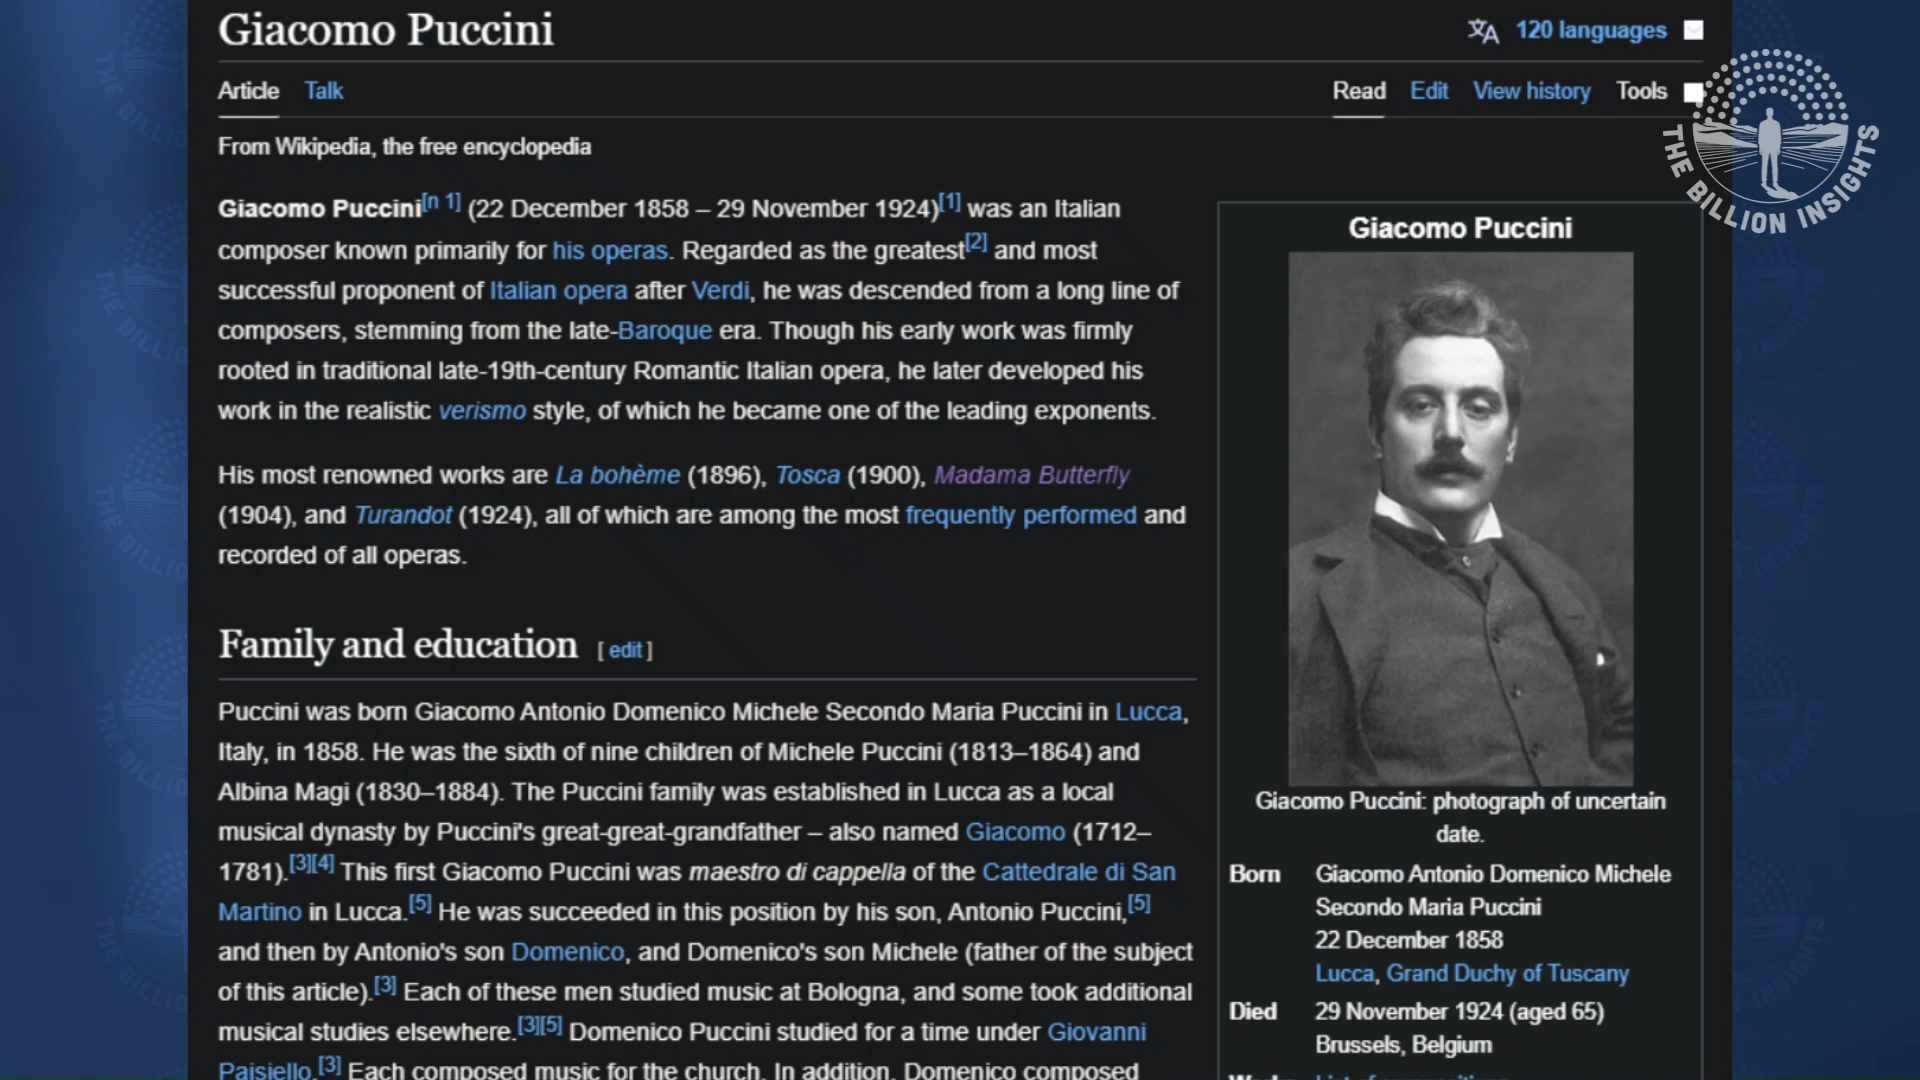 Giacomo Puccini
120 languages
Article Talk
Read Edit View history Tools
THE BILLION INSIGHTS
From Wikipedia, the free encyclopedia
Giacomo Puccini[n 1] (22 December 1858 – 29 November 1924)[1] was an Italian
composer known primarily for his operas. Regarded as the greatest[2] and most
successful proponent of Italian opera after Verdi, he was descended from a long line of
composers, stemming from the late-Baroque era. Though his early work was firmly
rooted in traditional late-19th-century Romantic Italian opera, he later developed his
work in the realistic verismo style, of which he became one of the leading exponents.
His most renowned works are La bohème (1896), Tosca (1900), Madama Butterfly
(1904), and Turandot (1924), all of which are among the most frequently performed and
recorded of all operas.
Family and education [ edit ]
Puccini was born Giacomo Antonio Domenico Michele Secondo Maria Puccini in Lucca,
Italy, in 1858. He was the sixth of nine children of Michele Puccini (1813–1864) and
Albina Magi (1830–1884). The Puccini family was established in Lucca as a local
musical dynasty by Puccini's great-great-grandfather – also named Giacomo (1712–
1781).[3][4] This first Giacomo Puccini was maestro di cappella of the Cattedrale di San
Martino in Lucca.[5] He was succeeded in this position by his son, Antonio Puccini,[5]
and then by Antonio's son Domenico, and Domenico's son Michele (father of the subject
of this article).[3] Each of these men studied music at Bologna, and some took additional
musical studies elsewhere.[3][5] Domenico Puccini studied for a time under Giovanni
Paisiello.[3] Each composed music for the church. In addition, Domenico composed
Giacomo Puccini
Giacomo Puccini: photograph of uncertain
date.
Born Giacomo Antonio Domenico Michele
Secondo Maria Puccini
22 December 1858
Lucca, Grand Duchy of Tuscany
Died 29 November 1924 (aged 65)
Brussels, Belgium